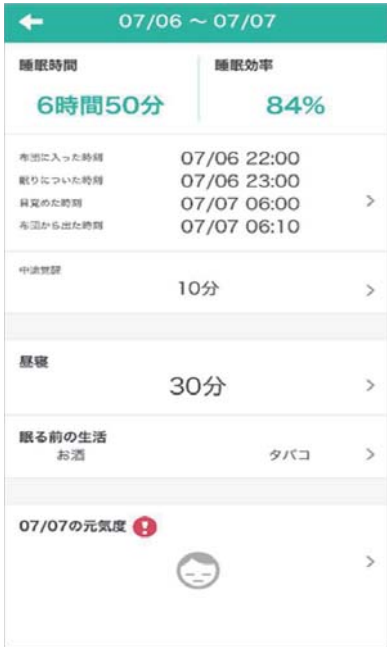 07/06 ～ 07/07
睡眠時間 睡眠効率
6時間50分 84%
布団に入った時刻 07/06 22:00
眠りについた時刻 07/06 23:00
目覚めた時刻 07/07 06:00
布団から出た時刻 07/07 06:10
中途覚醒
10分
昼寝
30分
眠る前の生活
お酒 タバコ
07/07の元気度